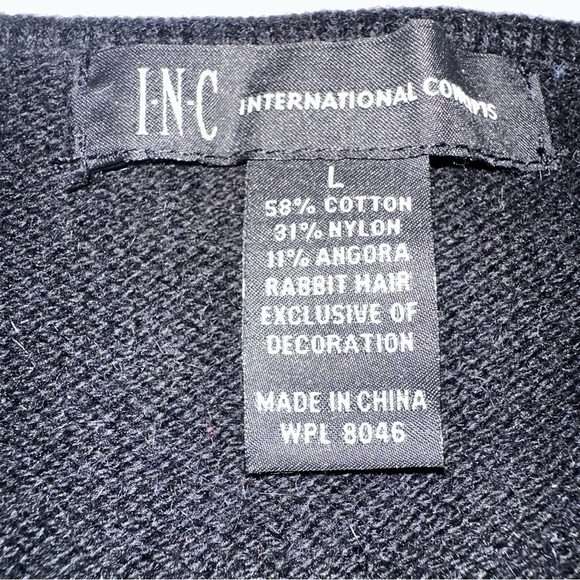 I·N·C INTERNATIONAL CONCEPTS
L
58% COTTON
31% NYLON
11% ANGORA
RABBIT HAIR
EXCLUSIVE OF
DECORATION
MADE IN CHINA
WPL 8046